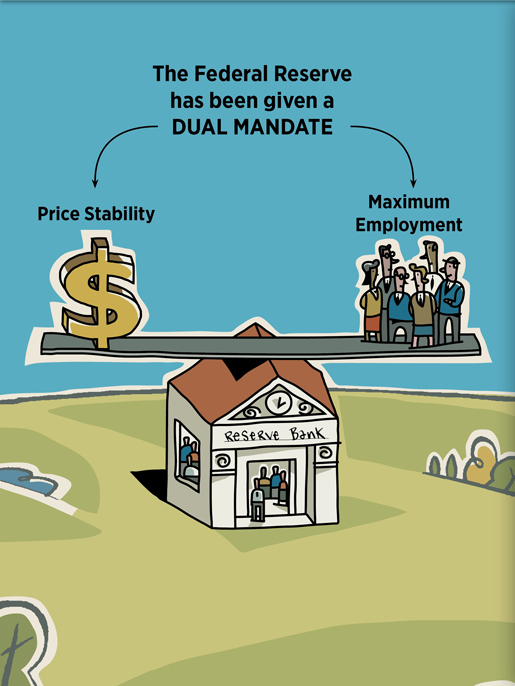 The Federal Reserve
has been given a
DUAL MANDATE
Price Stability
Maximum
Employment
$
Reserve Bank